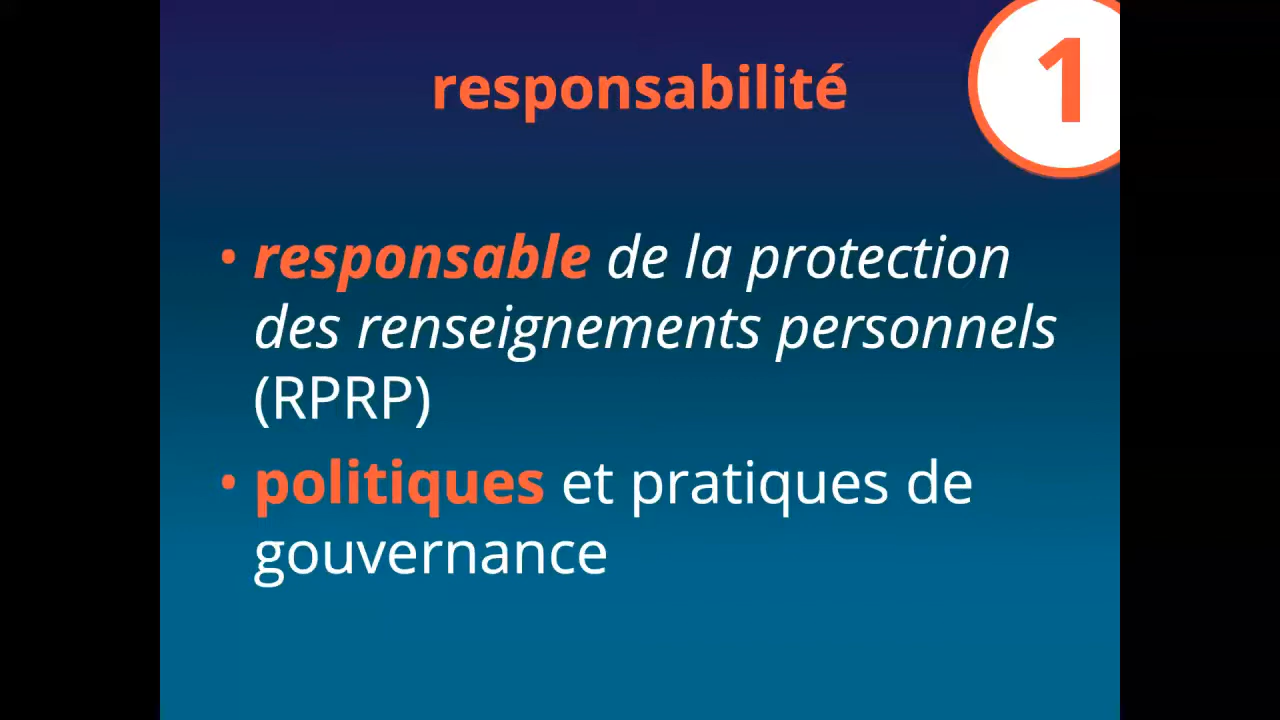 responsabilité
1
• responsable de la protection
des renseignements personnels
(RPRP)
• politiques et pratiques de
gouvernance